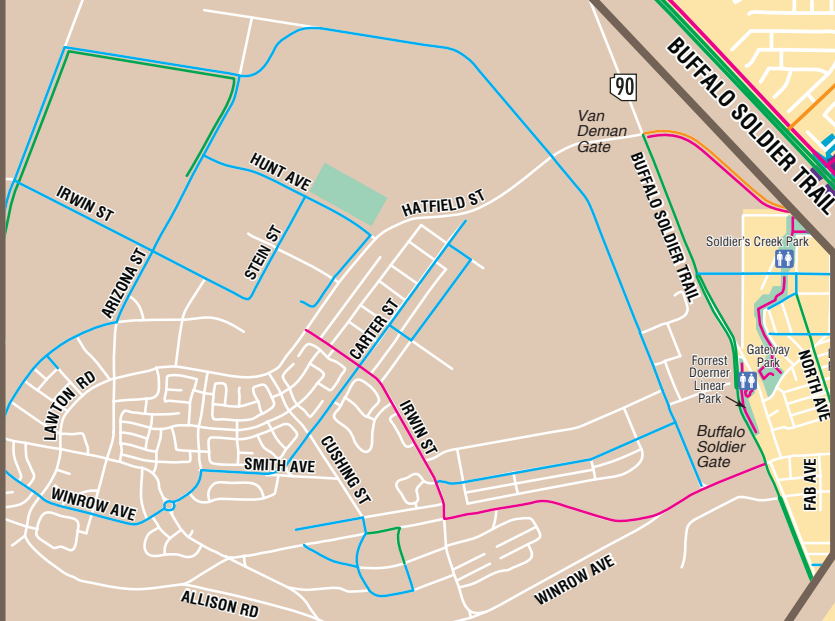 90
Van
Deman
Gate
BUFFALO SOLDIER TRAIL
HUNT AVE
IRWIN ST
HATFIELD ST
BUFFALO SOLDIER TRAIL
STEIN ST
Soldier's Creek Park
ARIZONA ST
CARTER ST
Gateway
Park
Forrest
Doerner
Linear
Park
NORTH AVE
LAWTON RD
IRWIN ST
CUSHING ST
Buffalo
Soldier
Gate
SMITH AVE
FAB AVE
WINROW AVE
WINROW AVE
ALLISON RD